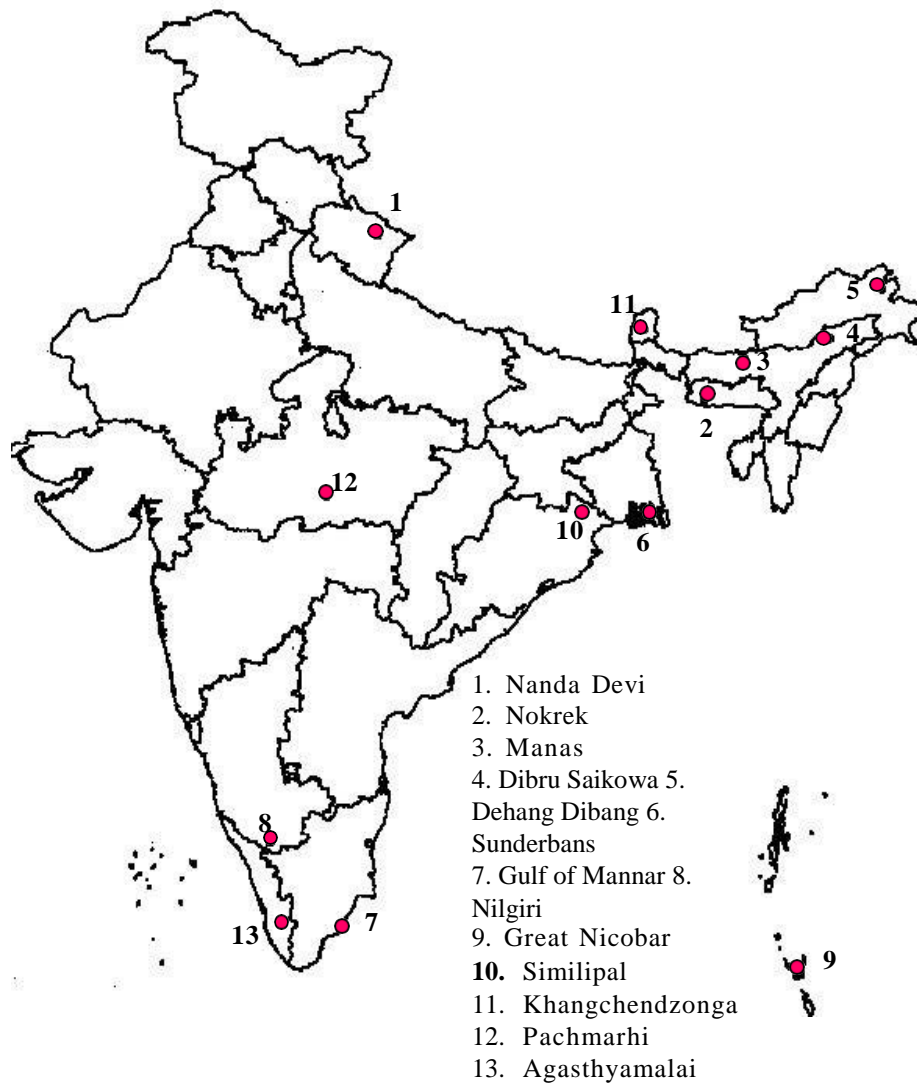 1
5
11
4
3
2
12
10
6
1. Nanda Devi
2. Nokrek
3. Manas
4. Dibru Saikowa 5.
Dehang Dibang 6.
Sunderbans
7. Gulf of Mannar 8.
Nilgiri
9. Great Nicobar
10. Similipal
11. Khangchendzonga
12. Pachmarhi
13. Agasthyamalai
8
13
7
9